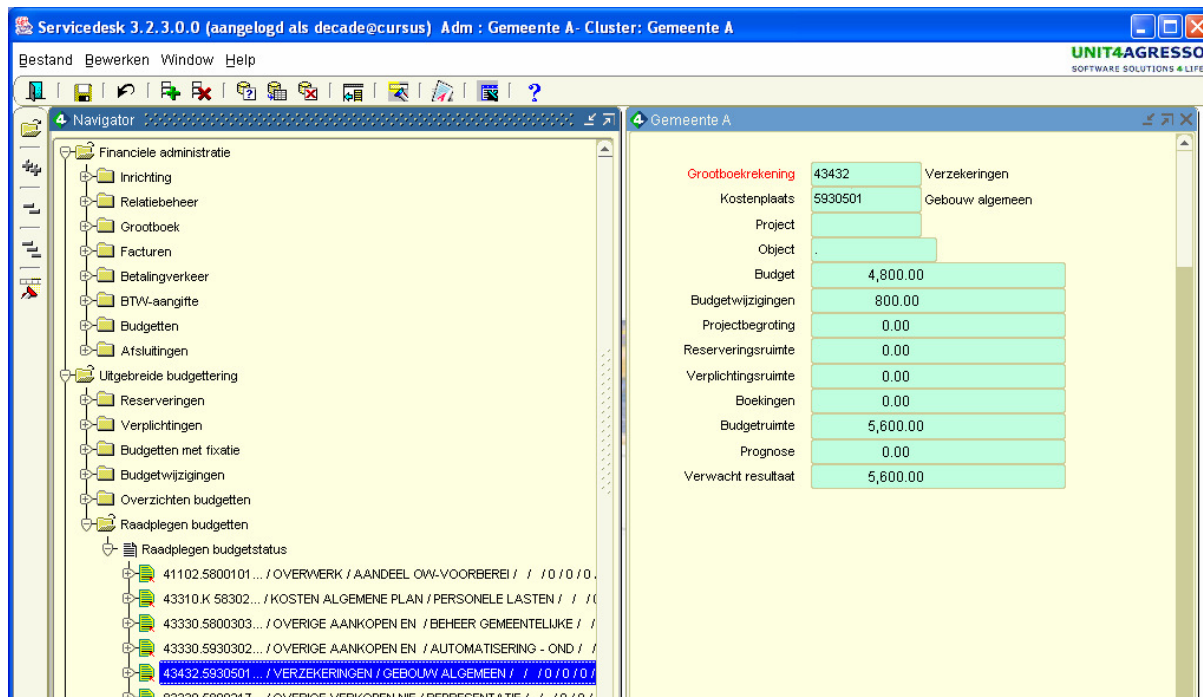 Servicedesk 3.2.3.0.0 (aangelogd als decade@cursus) Adm : Gemeente A- Cluster: Gemeente A
Bestand Bewerken Window Help
UNIT4AGRESSO
SOFTWARE SOLUTIONS 4 LIFE
4 Navigator
Financiele administratie
Inrichting
Relatiebeheer
Grootboek
Facturen
Betalingverkeer
BTW-aangifte
Budgetten
Afsluitingen
Uitgebreide budgettering
Reserveringen
Verplichtingen
Budgetten met fixatie
Budgetwijzigingen
Overzichten budgetten
Raadplegen budgetten
Raadplegen budgetstatus
41102.5800101... / OVERWERK / AANDEEL OW-VOORBEREI / / / 0 / 0 / 0.
43310.K 58302... / KOSTEN ALGEMENE PLAN / PERSONELE LASTEN / / / 0
43330.5800303... / OVERIGE AANKOPEN EN / BEHEER GEMEENTELIJKE / /
43330.5930302... / OVERIGE AANKOPEN EN / AUTOMATISERING - OND / /
43432.5930501... / VERZEKERINGEN / GEBOUW ALGEMEEN / / / 0 / 0 / 0 /
4 Gemeente A
Grootboekrekening 43432 Verzekeringen
Kostenplaats 5930501 Gebouw algemeen
Project
Object .
Budget 4,800.00
Budgetwijzigingen 800.00
Projectbegroting 0.00
Reserveringsruimte 0.00
Verplichtingsruimte 0.00
Boekingen 0.00
Budgetruimte 5,600.00
Prognose 0.00
Verwacht resultaat 5,600.00